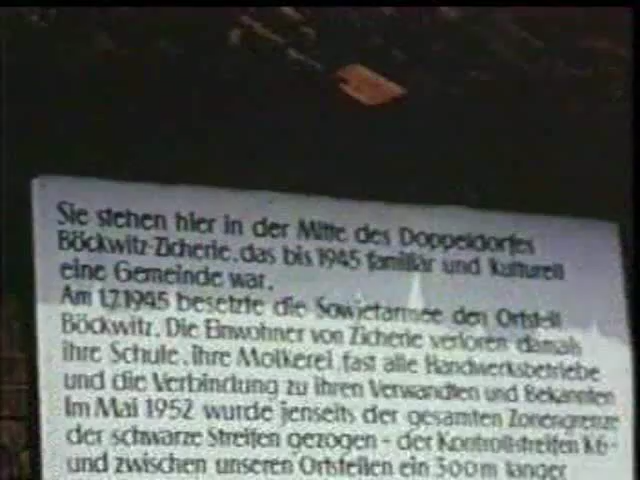 Sie stehen hier in der Mitte des Doppeldorfes
Böckwitz-Zicherie, das bis 1945 familiär und kulturell
eine Gemeinde war.
Am 1.7.1945 besetzte die Sowjetarmee den Ortsteil
Böckwitz. Die Einwohner von Zicherie verloren damals
ihre Schule, ihre Molkerei, fast alle Handwerksbetriebe
und die Verbindung zu ihren Verwandten und Bekannten
Im Mai 1952 wurde jenseits der gesamten Zonengrenze
der schwarze Streifen gezogen - der Kontrollstreifen K6-
und zwischen unseren Ortsteilen ein 300m langer